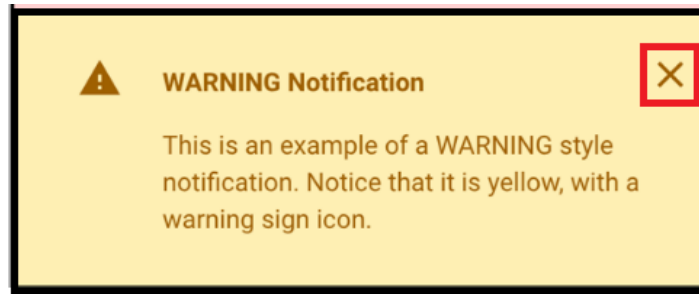 WARNING Notification
This is an example of a WARNING style
notification. Notice that it is yellow, with a
warning sign icon.